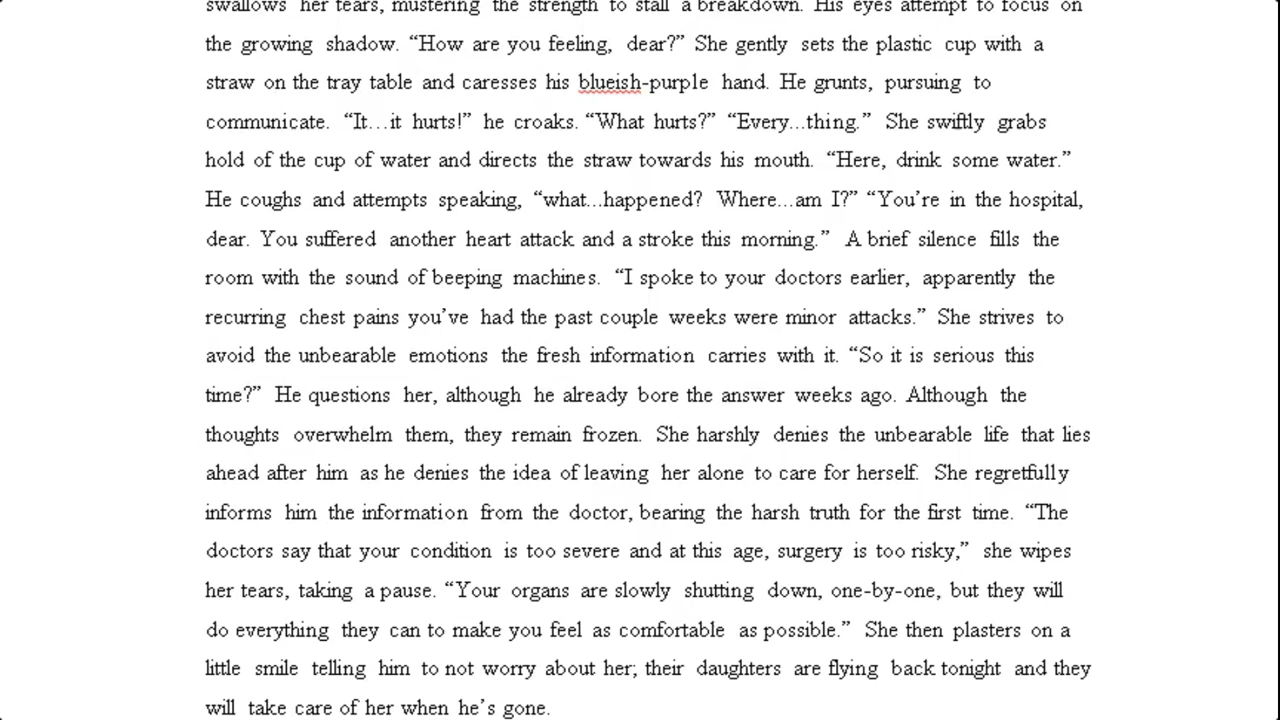 swallows her tears, mustering the strength to stall a breakdown. His eyes attempt to focus on
the growing shadow. “How are you feeling, dear?” She gently sets the plastic cup with a
straw on the tray table and caresses his blueish-purple hand. He grunts, pursuing to
communicate. “It…it hurts!” he croaks. “What hurts?” “Every...thing.” She swiftly grabs
hold of the cup of water and directs the straw towards his mouth. “Here, drink some water.”
He coughs and attempts speaking, “what...happened? Where...am I?” “You’re in the hospital,
dear. You suffered another heart attack and a stroke this morning.” A brief silence fills the
room with the sound of beeping machines. “I spoke to your doctors earlier, apparently the
recurring chest pains you’ve had the past couple weeks were minor attacks.” She strives to
avoid the unbearable emotions the fresh information carries with it. “So it is serious this
time?” He questions her, although he already bore the answer weeks ago. Although the
thoughts overwhelm them, they remain frozen. She harshly denies the unbearable life that lies
ahead after him as he denies the idea of leaving her alone to care for herself. She regretfully
informs him the information from the doctor, bearing the harsh truth for the first time. “The
doctors say that your condition is too severe and at this age, surgery is too risky,” she wipes
her tears, taking a pause. “Your organs are slowly shutting down, one-by-one, but they will
do everything they can to make you feel as comfortable as possible.” She then plasters on a
little smile telling him to not worry about her; their daughters are flying back tonight and they
will take care of her when he’s gone.